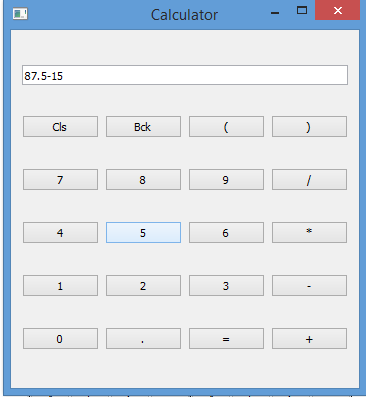 Calculator
87.5-15
Cls Bck ( )
7 8 9 /
4 5 6 *
1 2 3 -
0 . = +